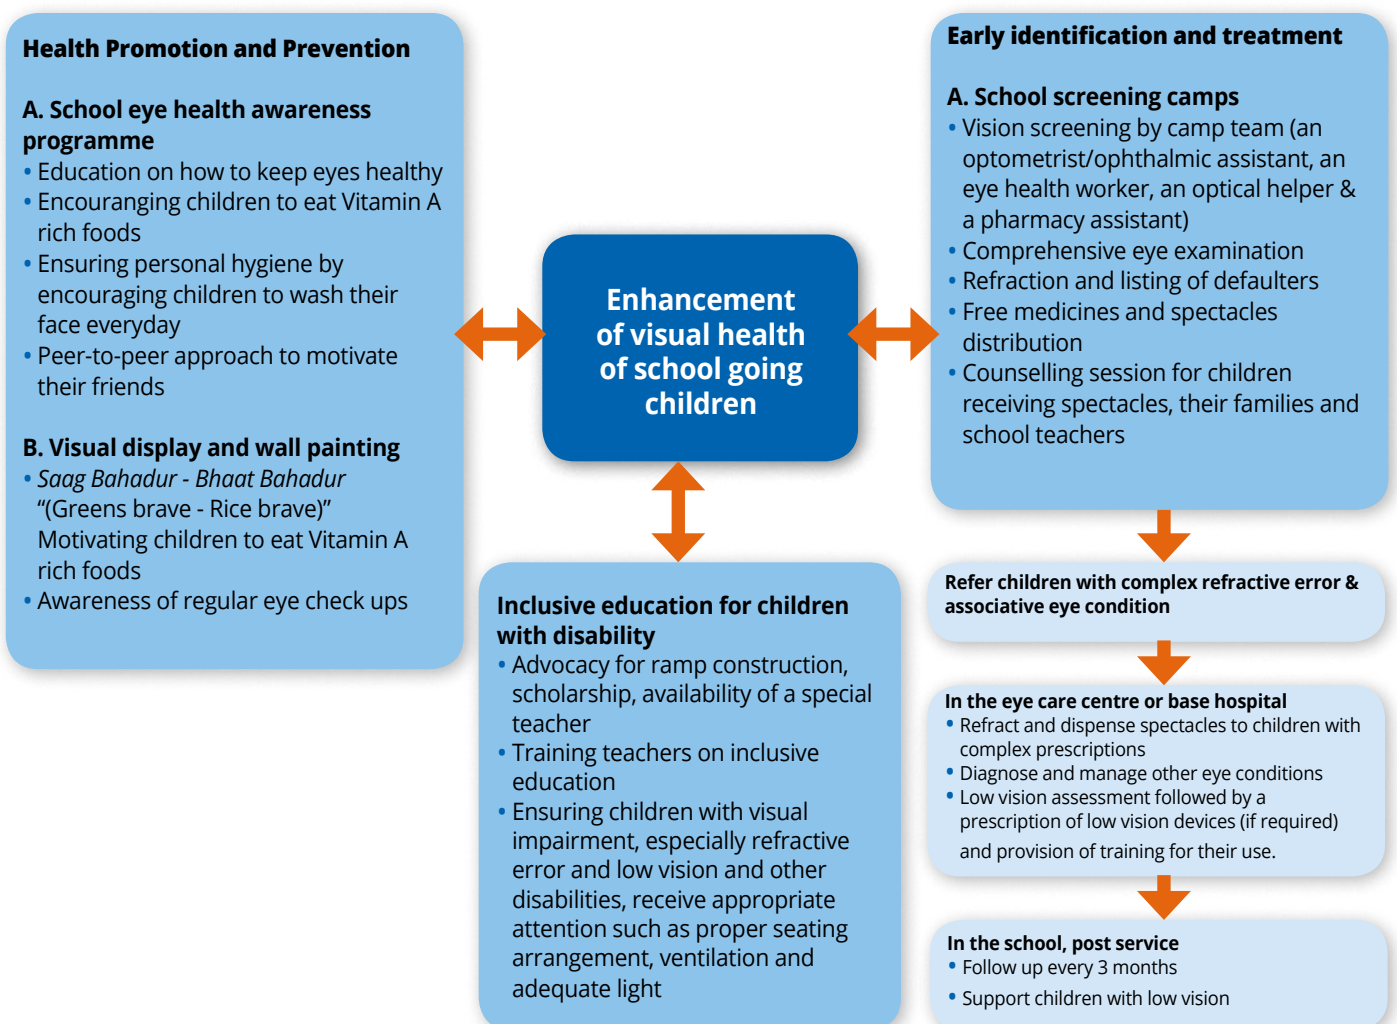 Health Promotion and Prevention
A. School eye health awareness
programme
• Education on how to keep eyes healthy
• Encouranging children to eat Vitamin A
rich foods
• Ensuring personal hygiene by
encouraging children to wash their
face everyday
• Peer-to-peer approach to motivate
their friends
B. Visual display and wall painting
• Saag Bahadur - Bhaat Bahadur
“(Greens brave - Rice brave)”
Motivating children to eat Vitamin A
rich foods
• Awareness of regular eye check ups
Enhancement
of visual health
of school going
children
Inclusive education for children
with disability
• Advocacy for ramp construction,
scholarship, availability of a special
teacher
• Training teachers on inclusive
education
• Ensuring children with visual
impairment, especially refractive
error and low vision and other
disabilities, receive appropriate
attention such as proper seating
arrangement, ventilation and
adequate light
Early identification and treatment
A. School screening camps
• Vision screening by camp team (an
optometrist/ophthalmic assistant, an
eye health worker, an optical helper &
a pharmacy assistant)
• Comprehensive eye examination
• Refraction and listing of defaulters
• Free medicines and spectacles
distribution
• Counselling session for children
receiving spectacles, their families and
school teachers
Refer children with complex refractive error &
associative eye condition
In the eye care centre or base hospital
• Refract and dispense spectacles to children with
complex prescriptions
• Diagnose and manage other eye conditions
• Low vision assessment followed by a
prescription of low vision devices (if required)
and provision of training for their use.
In the school, post service
• Follow up every 3 months
• Support children with low vision